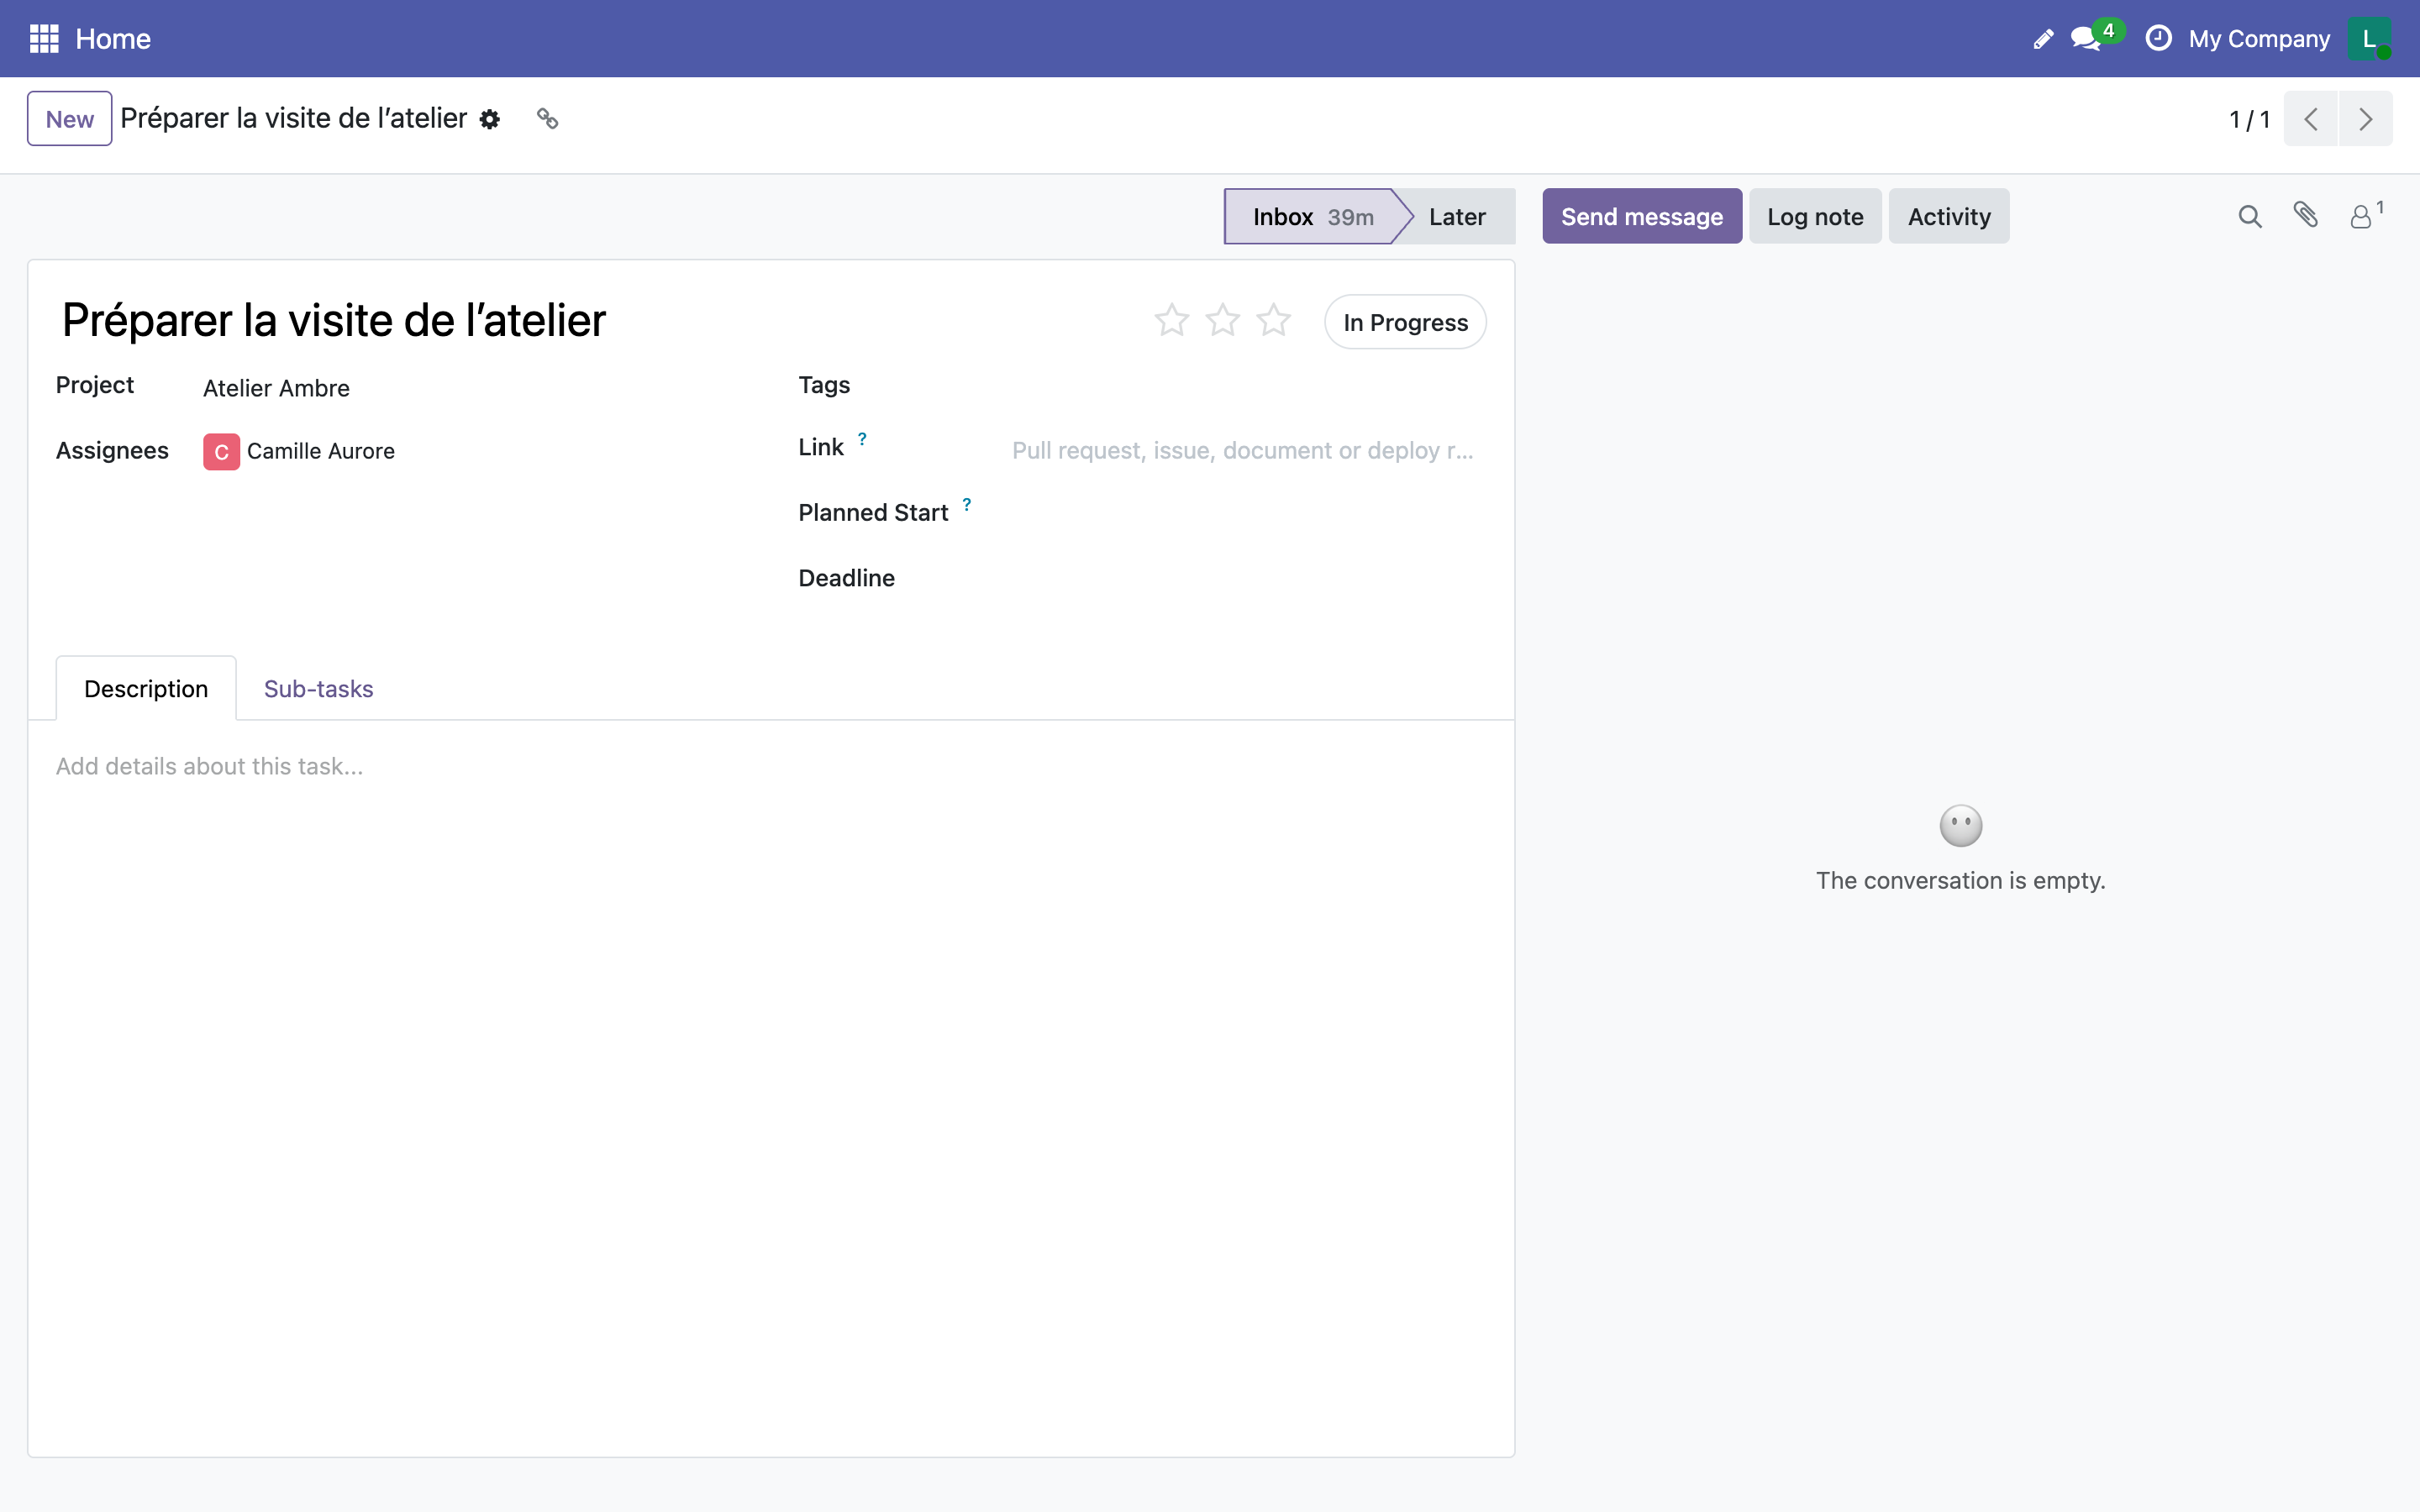 Home
4
My Company
L
New
Préparer la visite de l’atelier
1 / 1
Inbox 39m
Later
Send message
Log note
Activity
1
Préparer la visite de l’atelier
In Progress
Project
Atelier Ambre
Tags
Assignees
C
Camille Aurore
Link ?
Pull request, issue, document or deploy r...
Planned Start ?
Deadline
Description
Sub-tasks
Add details about this task...
The conversation is empty.